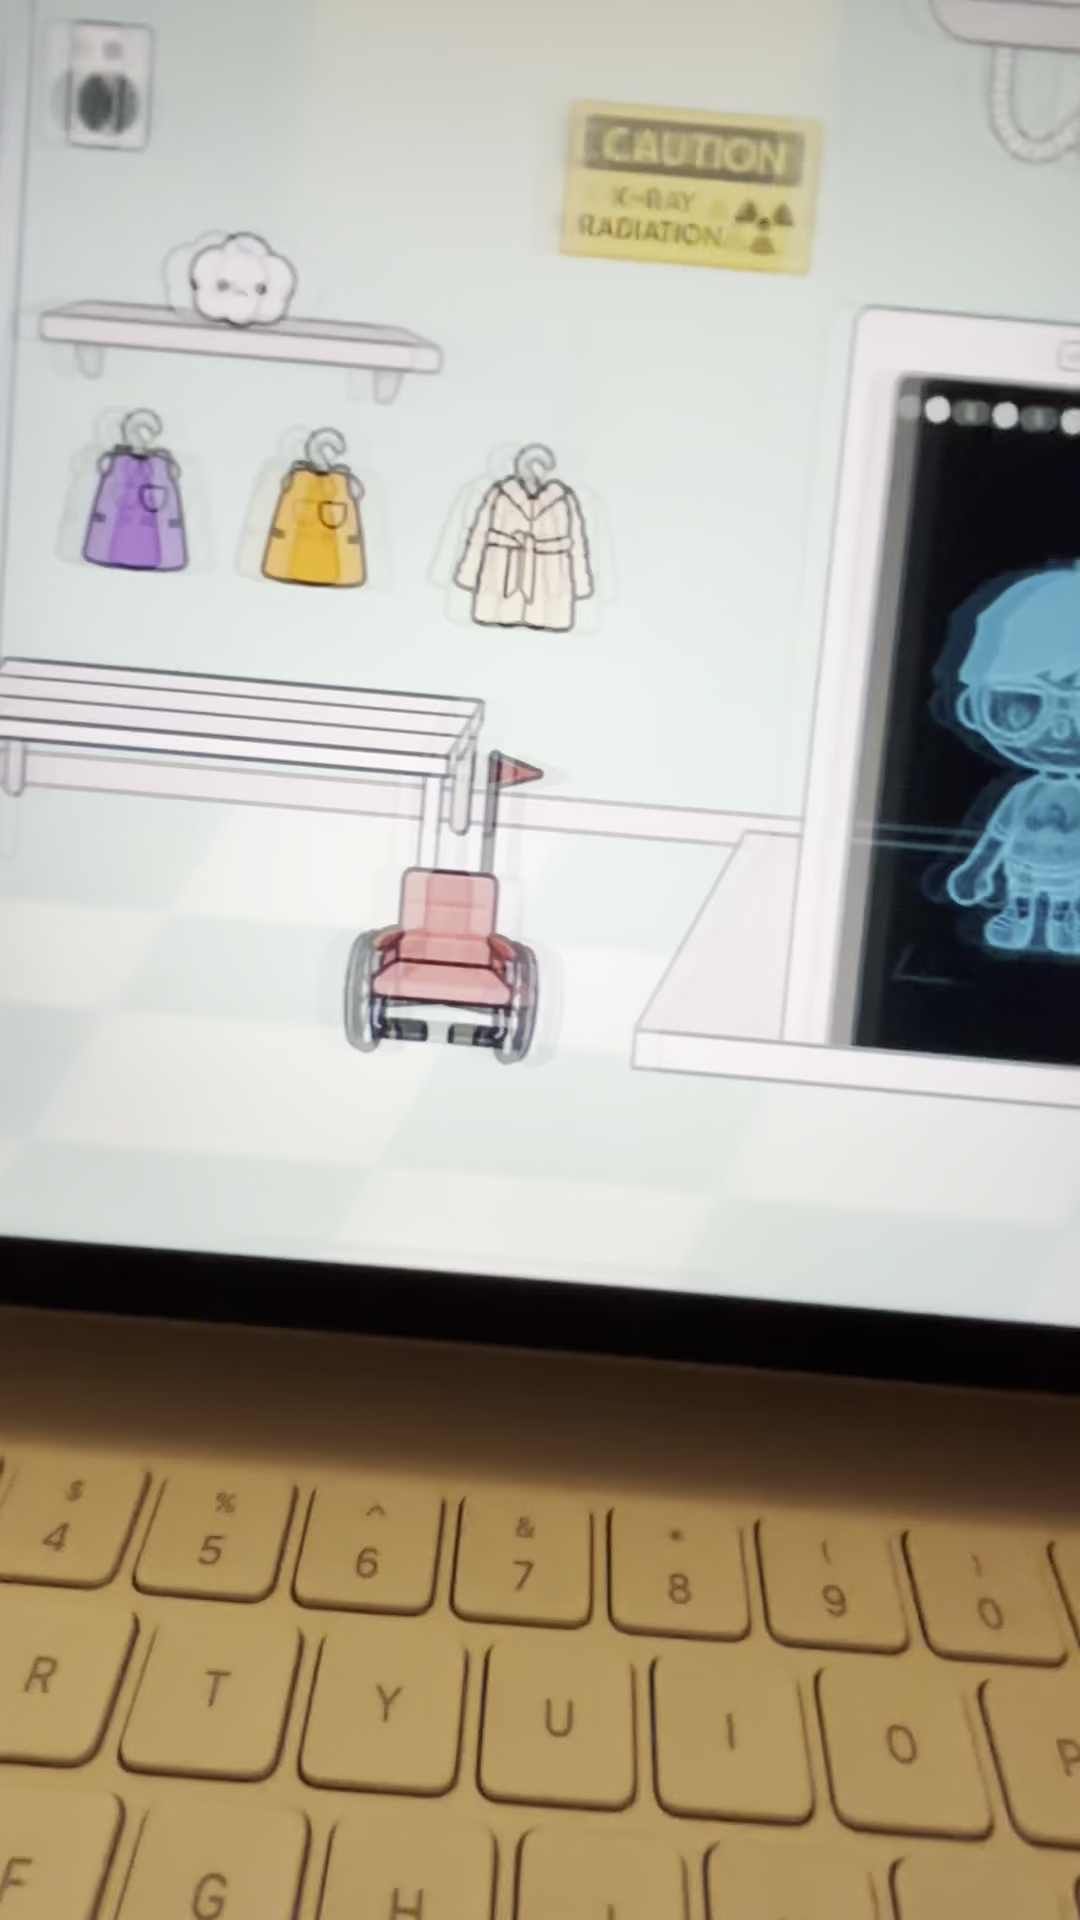 CAUTION
X-RAY
RADIATION
$ % ^ & * ( )
4 5 6 7 8 9 0
R T Y U I O P
F G H